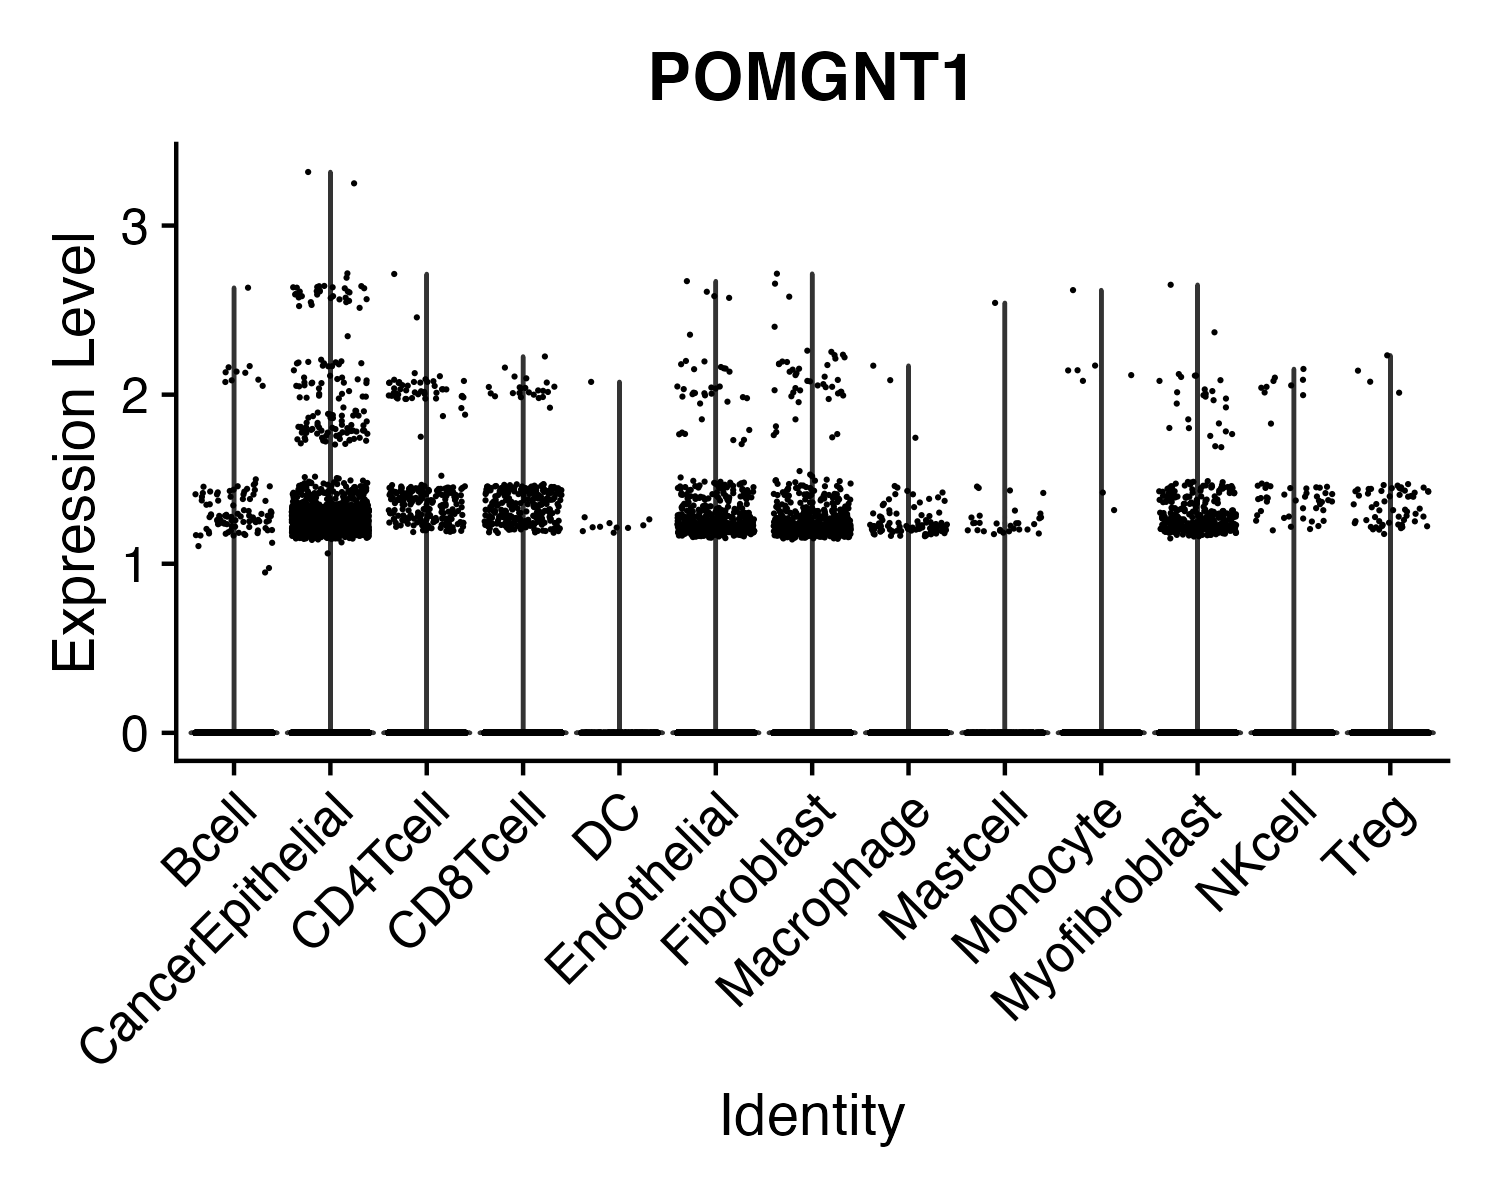 POMGNT1
Expression Level
3
2
1
0
Bcell
CancerEpithelial
CD4Tcell
CD8Tcell
DC
Endothelial
Fibroblast
Macrophage
Mastcell
Monocyte
Myofibroblast
NKcell
Treg
Identity